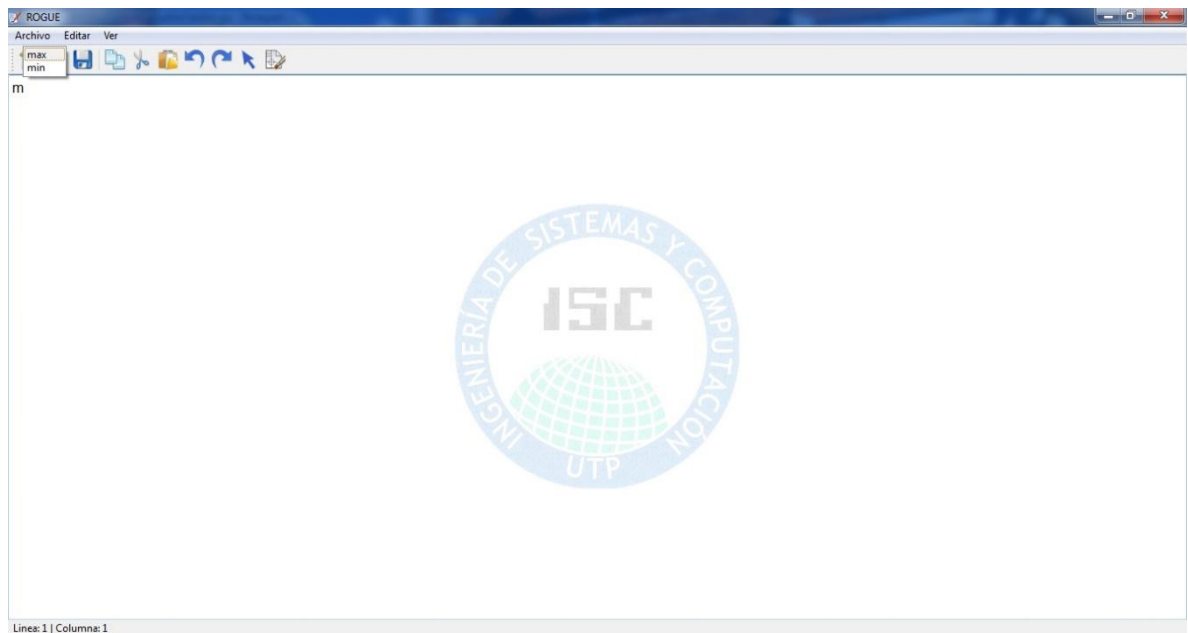 ROGUE
Archivo Editar Ver
max
min
m
INGENIERÍA DE SISTEMAS Y COMPUTACIÓN
ISC
UTP
Linea: 1 | Columna: 1